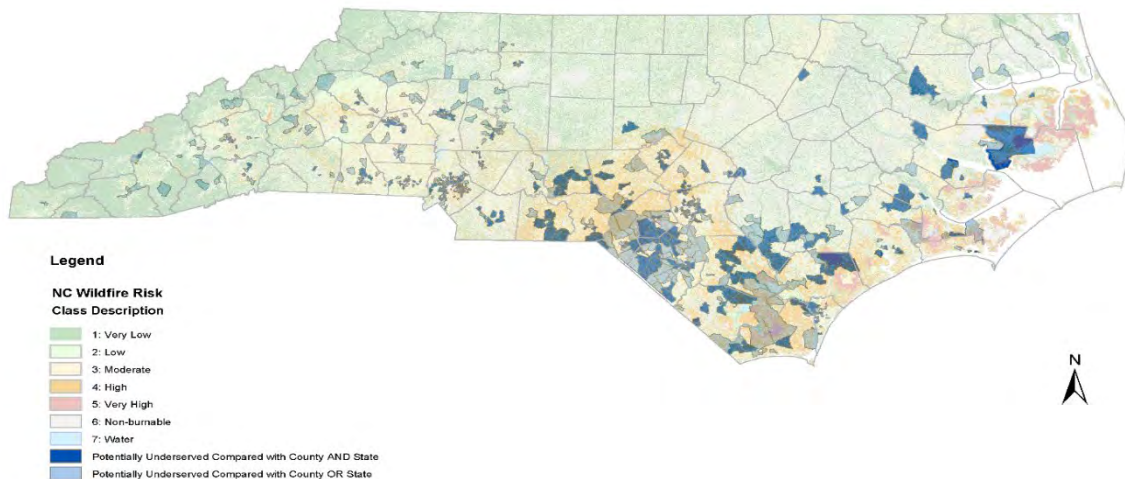 Legend
NC Wildfire Risk
Class Description
1: Very Low
2: Low
3: Moderate
4: High
5: Very High
6: Non-burnable
7: Water
Potentially Underserved Compared with County AND State
Potentially Underserved Compared with County OR State
N